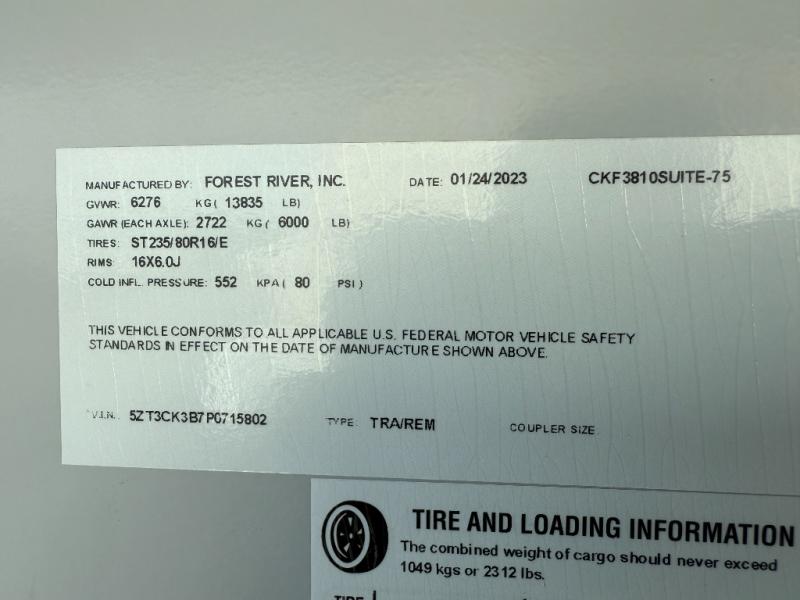 MANUFACTURED BY: FOREST RIVER, INC. DATE: 01/24/2023 CKF3810SUITE-75
GVWR: 6276 KG( 13835 LB)
GAWR (EACH AXLE): 2722 KG( 6000 LB)
TIRES: ST235/80R16/E
RIMS: 16X6.0J
COLD INFL. PRESSURE: 552 KPA( 80 PSI)
THIS VEHICLE CONFORMS TO ALL APPLICABLE U.S. FEDERAL MOTOR VEHICLE SAFETY
STANDARDS IN EFFECT ON THE DATE OF MANUFACTURE SHOWN ABOVE.
V.I.N. 5ZT3CK3B7P0715802 TYPE: TRA/REM COUPLER SIZE
TIRE AND LOADING INFORMATION
The combined weight of cargo should never exceed
1049 kgs or 2312 lbs.
TIRE